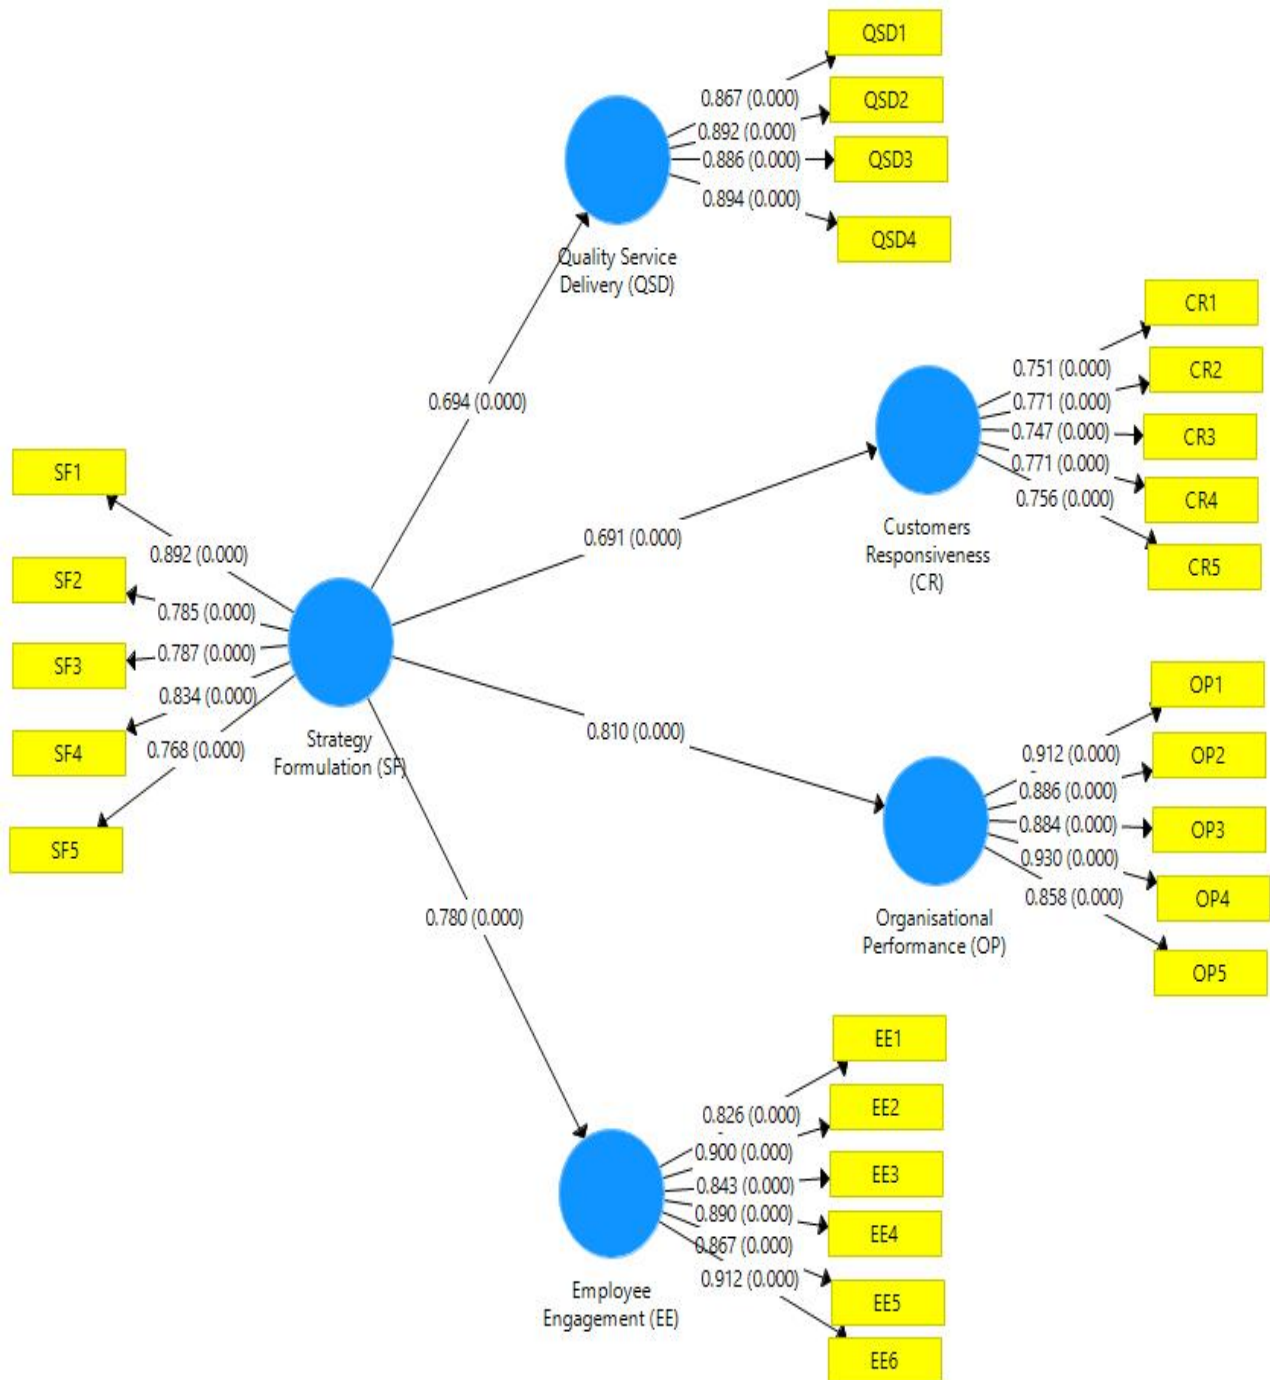 QSD1
0.867 (0.000)
QSD2
0.892 (0.000)
0.886 (0.000)
QSD3
0.894 (0.000)
QSD4
Quality Service
Delivery (QSD)
0.694 (0.000)
CR1
0.751 (0.000)
CR2
0.771 (0.000)
0.747 (0.000)
CR3
0.771 (0.000)
CR4
0.756 (0.000)
CR5
Customers
Responsiveness
(CR)
0.691 (0.000)
SF1
0.892 (0.000)
SF2
0.785 (0.000)
0.787 (0.000)
SF3
0.834 (0.000)
SF4
0.768 (0.000)
SF5
Strategy
Formulation (SF)
0.810 (0.000)
OP1
0.912 (0.000)
OP2
0.886 (0.000)
0.884 (0.000)
OP3
0.930 (0.000)
OP4
0.858 (0.000)
OP5
Organisational
Performance (OP)
0.780 (0.000)
EE1
0.826 (0.000)
EE2
0.900 (0.000)
0.843 (0.000)
EE3
0.890 (0.000)
EE4
0.867 (0.000)
0.912 (0.000)
EE5
EE6
Employee
Engagement (EE)